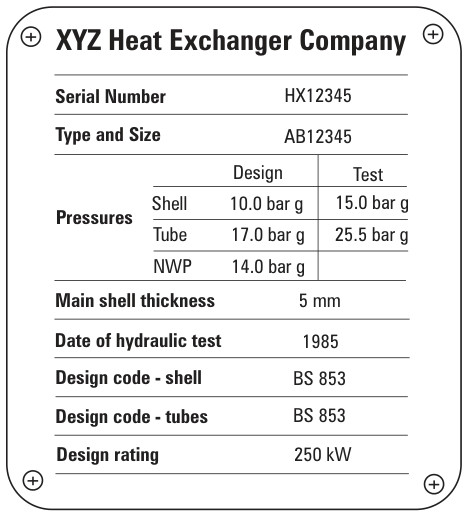 XYZ Heat Exchanger Company
Serial Number HX12345
Type and Size AB12345
Design Test
Pressures
Shell 10.0 bar g 15.0 bar g
Tube 17.0 bar g 25.5 bar g
NWP 14.0 bar g
Main shell thickness 5 mm
Date of hydraulic test 1985
Design code - shell BS 853
Design code - tubes BS 853
Design rating 250 kW